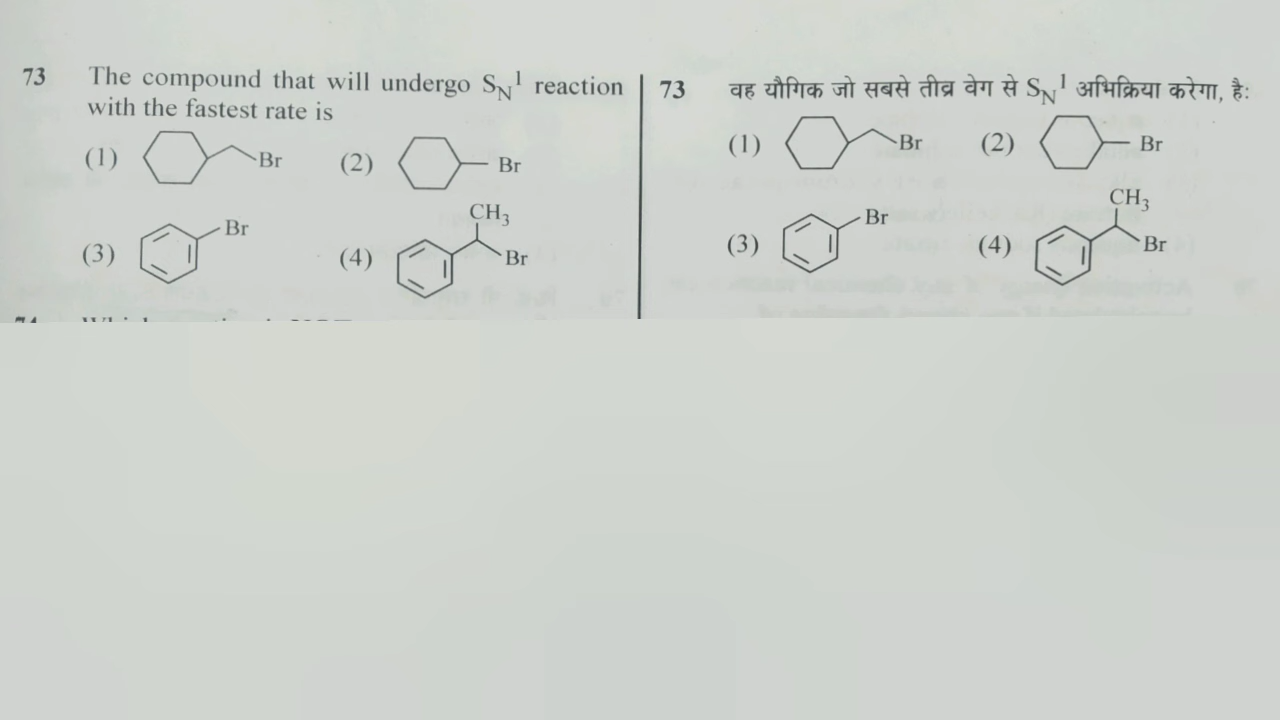 73 The compound that will undergo SN1 reaction
with the fastest rate is
(1) Br (2) Br
(3) Br (4) CH3 Br
73 वह यौगिक जो सबसे तीव्र वेग से SN1 अभिक्रिया करेगा, है:
(1) Br (2) Br
(3) Br (4) CH3 Br